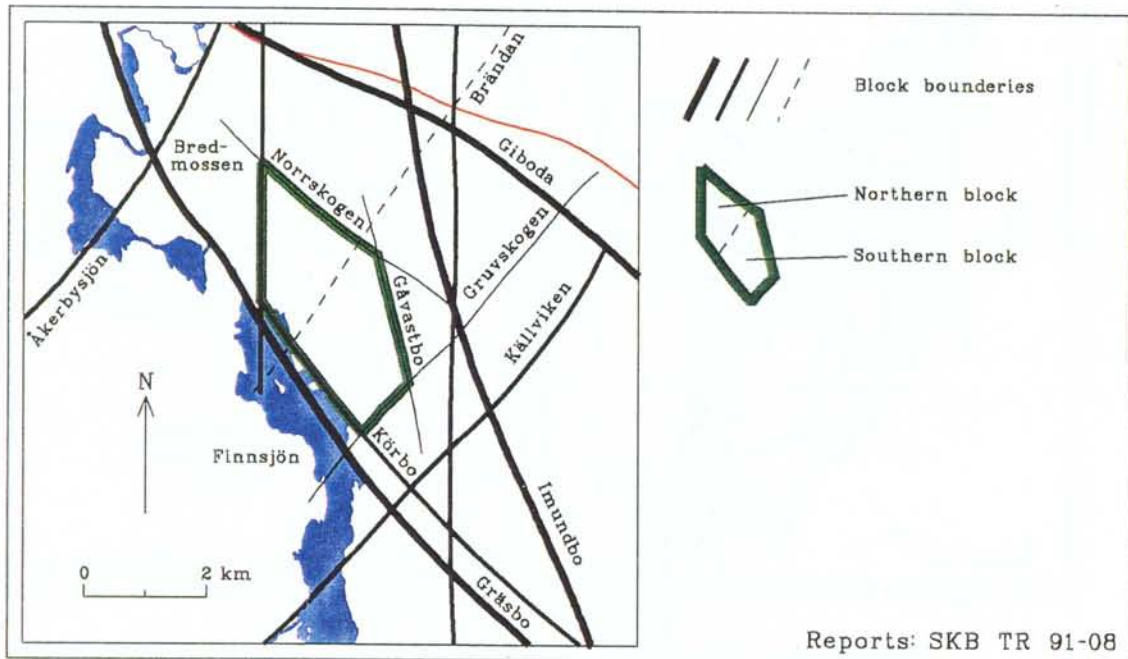 Brändan
Bred-
mossen
Norrskogen
Giboda
Gruvskogen
Åkerbysjön
Gåvastbo
Källviken
N
Finnsjön
Körbo
Imundbo
Gräsbo
0 2 km
Block bounderies
Northern block
Southern block
Reports: SKB TR 91-08